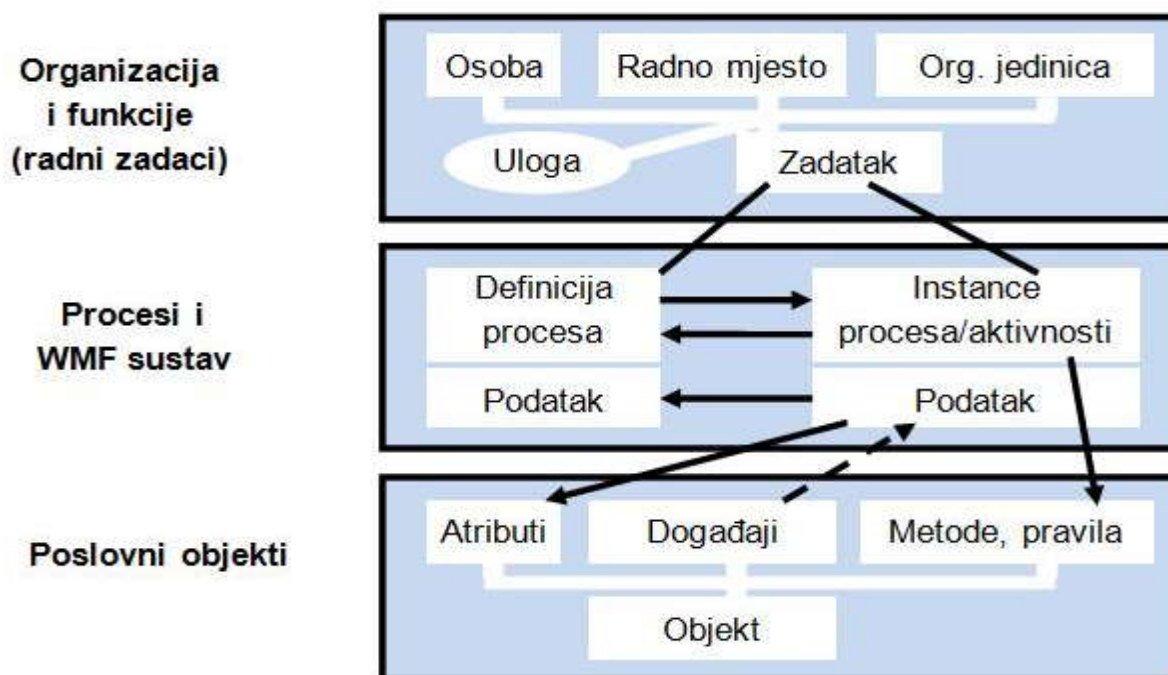 Organizacija
i funkcije
(radni zadaci)
Osoba
Radno mjesto
Org. jedinica
Uloga
Zadatak
Procesi i
WMF sustav
Definicija
procesa
Instance
procesa/aktivnosti
Podatak
Podatak
Poslovni objekti
Atributi
Događaji
Metode, pravila
Objekt